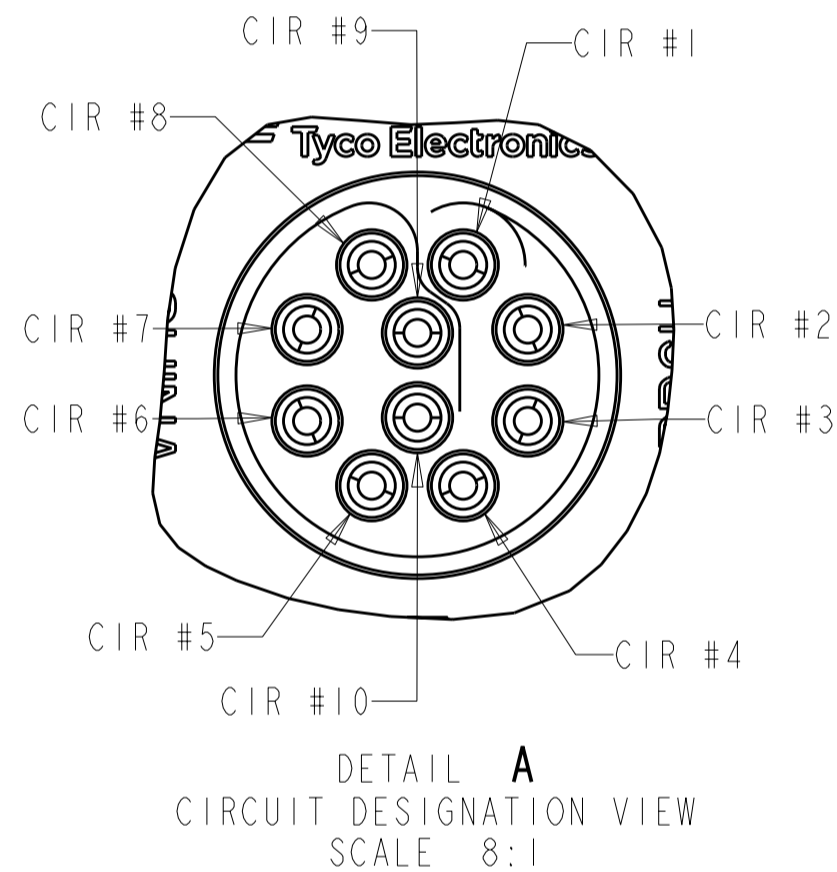 CIR #9
CIR #1
CIR #8
Tyco Electronics
CIR #7
CIR #2
CIR #6
CIR #3
CIR #5
CIR #4
CIR #10
DETAIL A
CIRCUIT DESIGNATION VIEW
SCALE 8:1